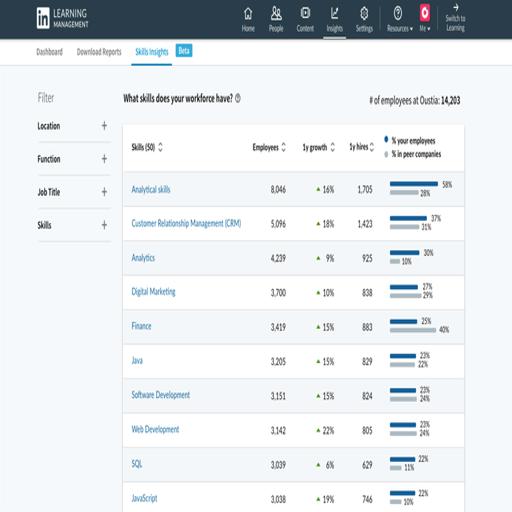 in LEARNING MANAGEMENT
Home People Content Insights Settings Resources Me Switch to Learning
Dashboard Download Reports Skills Insights Beta
Filter
Location +
Function +
Job Title +
Skills +
What skills does your workforce have?
# of employees at Oustia: 14,203
Skills (50) Employees 1y growth 1y hires % your employees
% in peer companies
Analytical skills 8,046 16% 1,705 58%
28%
Customer Relationship Management (CRM) 5,096 18% 1,423 37%
31%
Analytics 4,239 9% 925 30%
10%
Digital Marketing 3,700 10% 838 27%
29%
Finance 3,419 15% 883 25%
40%
Java 3,205 15% 829 23%
22%
Software Development 3,151 15% 824 23%
24%
Web Development 3,142 22% 805 23%
24%
SQL 3,039 6% 629 22%
11%
JavaScript 3,038 19% 746 22%
10%